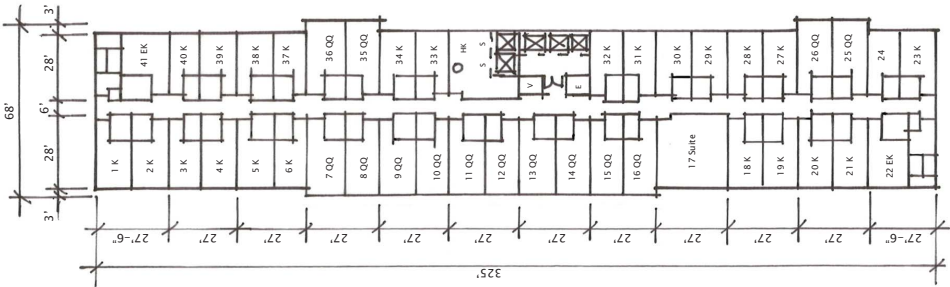 3'
28'
6'
28'
3'
68'
41 EK
40 K
39 K
38 K
37 K
36 QQ
35 QQ
34 K
33 K
HK
S
S
V
E
32 K
31 K
30 K
29 K
28 K
27 K
26 QQ
25 QQ
24
23 K
1 K
2 K
3 K
4 K
5 K
6 K
7 QQ
8 QQ
9 QQ
10 QQ
11 QQ
12 QQ
13 QQ
14 QQ
15 QQ
16 QQ
17 Suite
18 K
19 K
20 K
21 K
22 EK
27'-6"
27'
27'
27'
27'
27'
27'
27'
27'
27'
27'
27'-6"
325'